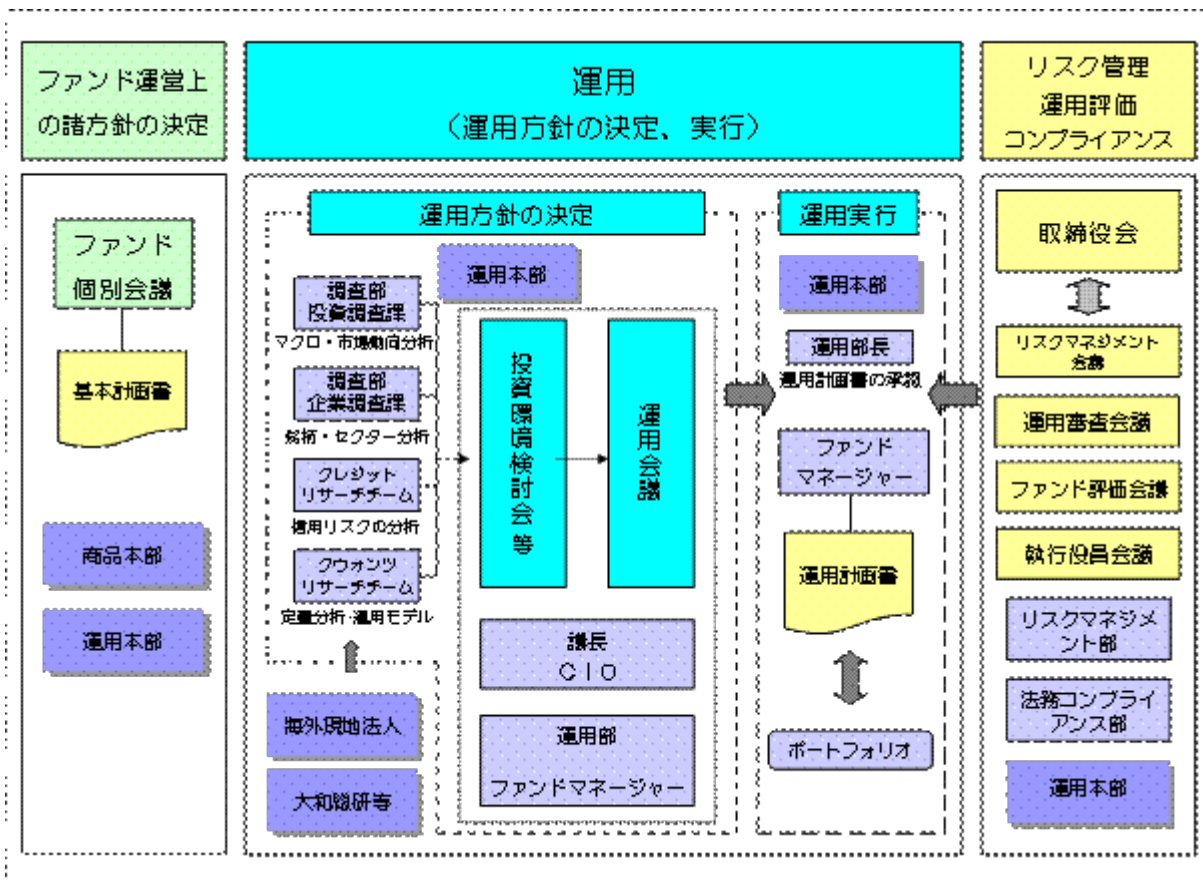 ファンド運営上
の諸方針の決定
運用
（運用方針の決定、実行）
リスク管理
運用評価
コンプライアンス
ファンド
個別会議
基本計画書
商品本部
運用本部
運用方針の決定
運用本部
調査部
投資調査課
マクロ・市場動向分析
調査部
企業調査課
銘柄・セクター分析
クレジット
リサーチチーム
信用リスクの分析
クウォンツ
リサーチチーム
定量分析・運用モデル
海外現地法人
大和総研等
投資環境検討会等
運用会議
議長
ＣＩＯ
運用部
ファンドマネージャー
運用実行
運用本部
運用部長
運用計画書の承認
ファンド
マネージャー
運用計画書
ポートフォリオ
取締役会
リスクマネジメント
会議
運用審査会議
ファンド評価会議
執行役員会議
リスクマネジメ
ント部
法務コンプライ
アンス部
運用本部